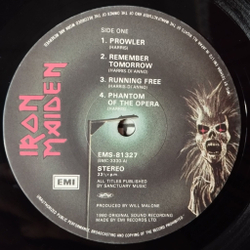 IRON
MAIDEN
SIDE ONE
1. PROWLER
(HARRIS)
2. REMEMBER
TOMORROW
(HARRIS-DI ANNO)
3. RUNNING FREE
(HARRIS-DI ANNO)
4. PHANTOM
OF THE OPERA
(HARRIS)
EMS-81327
STEREO
EMI
ALL TITLES PUBLISHED
BY SANCTUARY MUSIC
PRODUCED BY WILL MALONE
1980 ORIGINAL SOUND RECORDING
MADE BY EMI RECORDS LTD